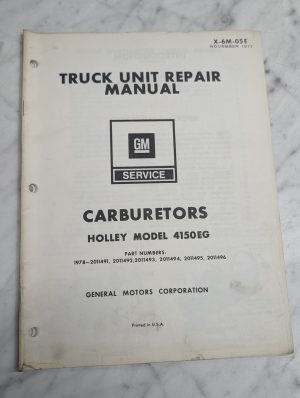 X-6M-05E
NOVEMBER 1977
TRUCK UNIT REPAIR
MANUAL
GM
SERVICE
CARBURETORS
HOLLEY MODEL 4150EG
PART NUMBERS:
1978—2011491, 2011492,2011493, 2011494, 2011495, 2011496
GENERAL MOTORS CORPORATION
Printed in U.S.A.